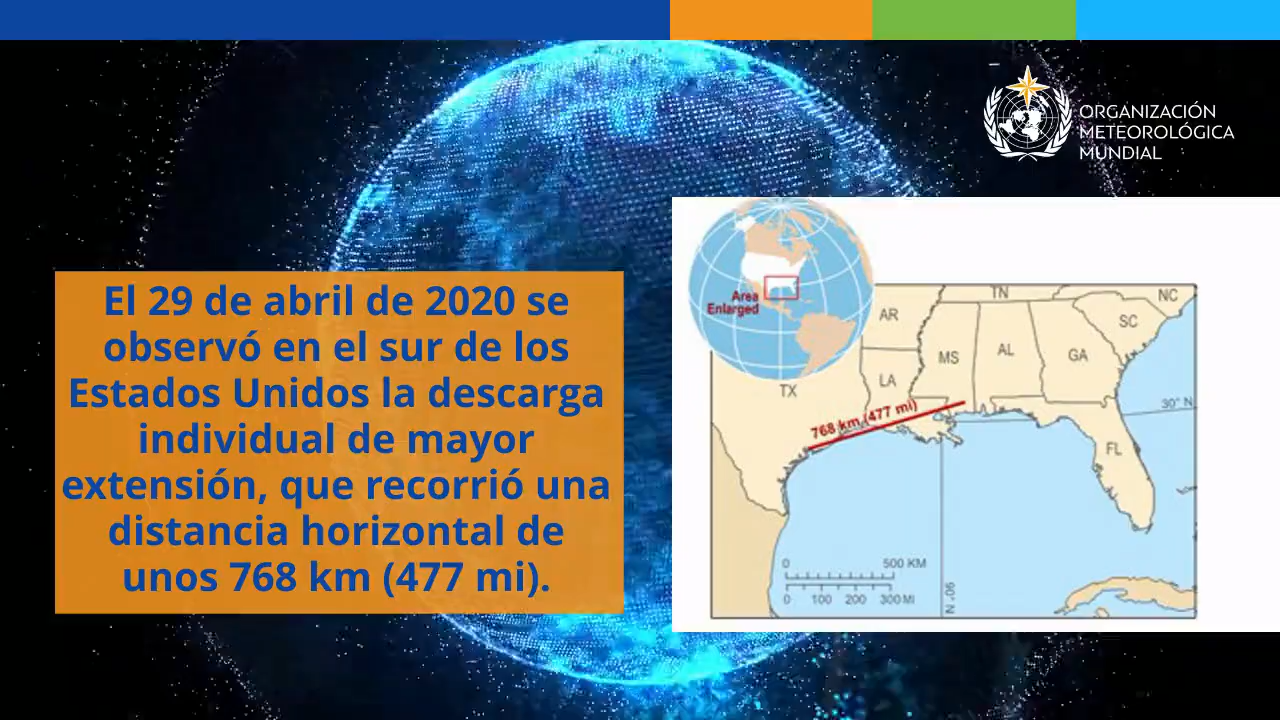 ORGANIZACIÓN
METEOROLÓGICA
MUNDIAL
El 29 de abril de 2020 se
observó en el sur de los
Estados Unidos la descarga
individual de mayor
extensión, que recorrió una
distancia horizontal de
unos 768 km (477 mi).
Area
Enlarged
TN
NC
AR
SC
MS
AL
GA
LA
TX
30° N
768 km (477 mi)
FL
0 500 KM
0 100 200 300 MI
90° N